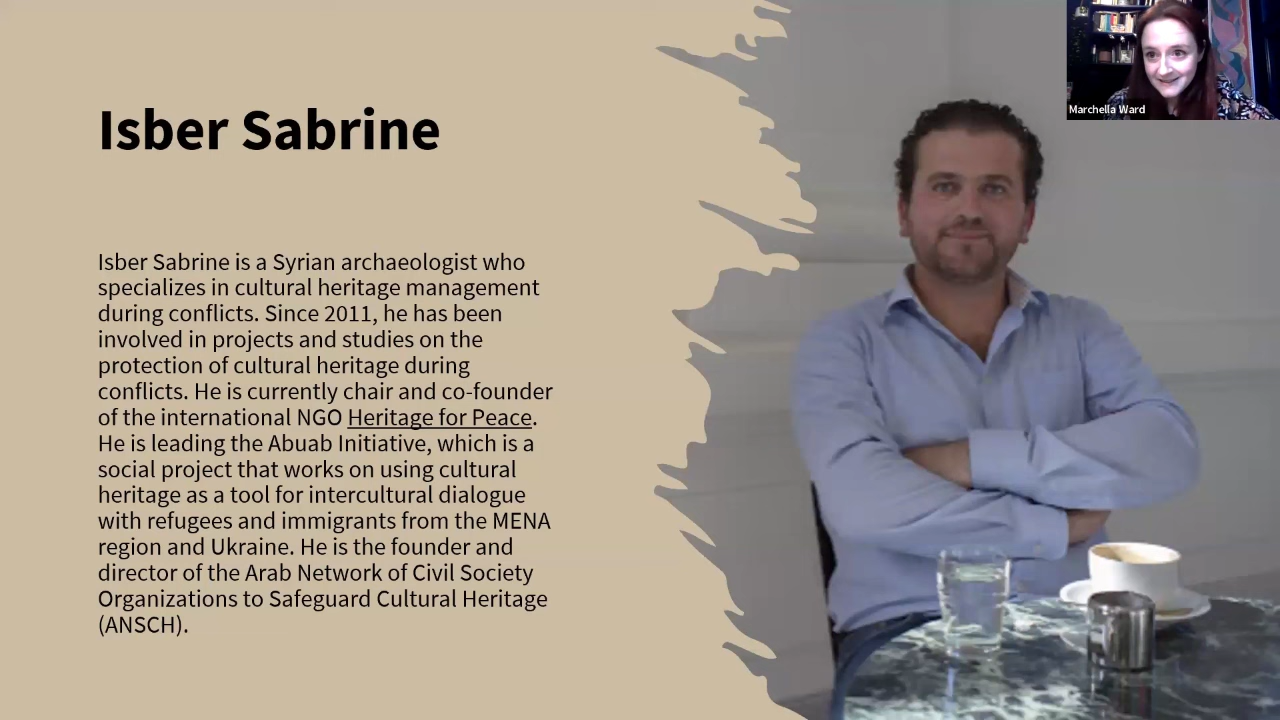 Isber Sabrine
Isber Sabrine is a Syrian archaeologist who
specializes in cultural heritage management
during conflicts. Since 2011, he has been
involved in projects and studies on the
protection of cultural heritage during
conflicts. He is currently chair and co-founder
of the international NGO Heritage for Peace.
He is leading the Abuab Initiative, which is a
social project that works on using cultural
heritage as a tool for intercultural dialogue
with refugees and immigrants from the MENA
region and Ukraine. He is the founder and
director of the Arab Network of Civil Society
Organizations to Safeguard Cultural Heritage
(ANSCH).
Marchella Ward